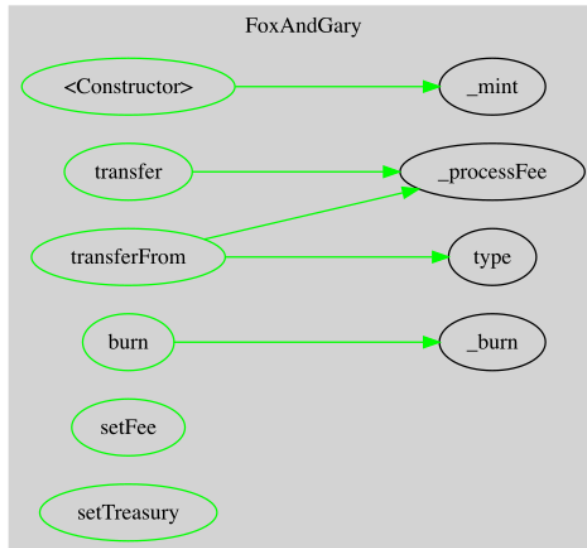 FoxAndGary
<Constructor>
_mint
transfer
_processFee
transferFrom
type
burn
_burn
setFee
setTreasury